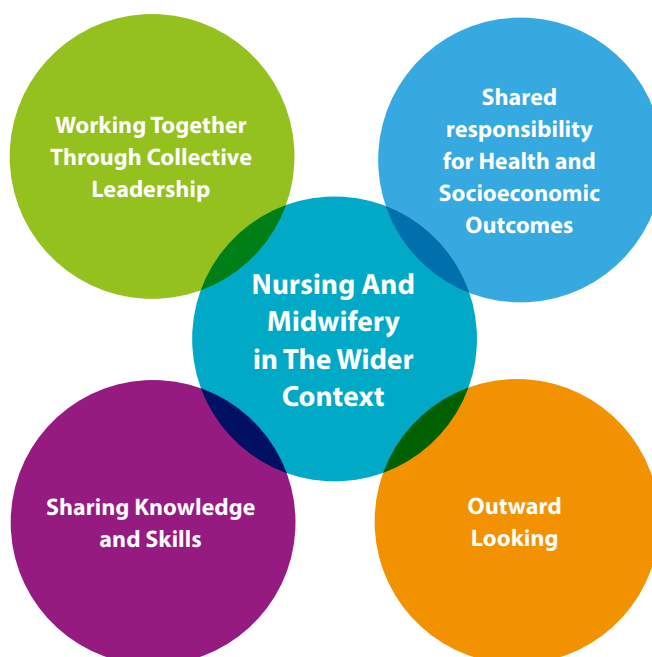 Working Together
Through Collective
Leadership
Shared
responsibility
for Health and
Socioeconomic
Outcomes
Nursing And
Midwifery
in The Wider
Context
Sharing Knowledge
and Skills
Outward
Looking